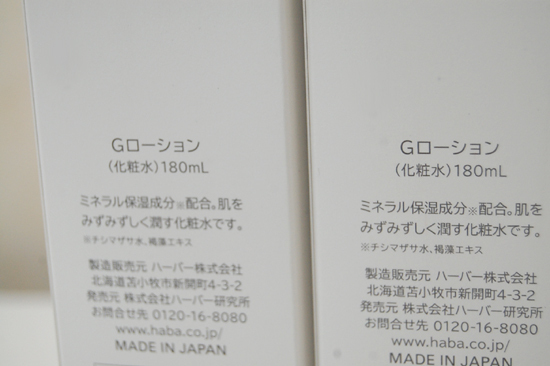 Gローション
(化粧水)180mL
ミネラル保湿成分※配合。肌を
みずみずしく潤す化粧水です。
※チシマザサ水、褐藻エキス
製造販売元 ハーバー株式会社
北海道苫小牧市新開町4-3-2
発売元 株式会社ハーバー研究所
お問合せ先 0120-16-8080
www.haba.co.jp/
MADE IN JAPAN
Gローション
(化粧水)180mL
ミネラル保湿成分※配合。肌を
みずみずしく潤す化粧水です。
※チシマザサ水、褐藻エキス
製造販売元 ハーバー株式会社
北海道苫小牧市新開町4-3-2
発売元 株式会社ハーバー研究所
お問合せ先 0120-16-8080
www.haba.co.jp/
MADE IN JAPAN